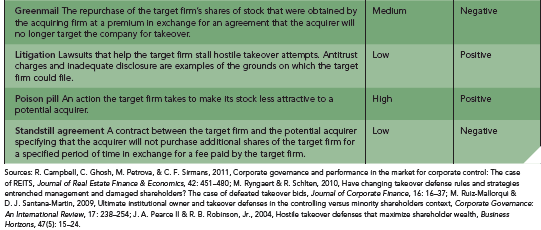 Greenmail The repurchase of the target firm's shares of stock that were obtained by Medium Negative
the acquiring firm at a premium in exchange for an agreement that the acquirer will
no longer target the company for takeover.
Litigation Lawsuits that help the target firm stall hostile takeover attempts. Antitrust Low Positive
charges and inadequate disclosure are examples of the grounds on which the target
firm could file.
Poison pill An action the target firm takes to make its stock less attractive to a High Positive
potential acquirer.
Standstill agreement A contract between the target firm and the potential acquirer Low Negative
specifying that the acquirer will not purchase additional shares of the target firm for
a specified period of time in exchange for a fee paid by the target firm.
Sources: R. Campbell, C. Ghosh, M. Petrova, & C. F. Sirmans, 2011, Corporate governance and performance in the market for corporate control: The case
of REITS, Journal of Real Estate Finance & Economics, 42: 451–480; M. Ryngaert & R. Schlten, 2010, Have changing takeover defense rules and strategies
entrenched management and damaged shareholders? The case of defeated takeover bids, Journal of Corporate Finance, 16: 16–37; M. Ruiz-Mallorqui &
D. J. Santana-Martin, 2009, Ultimate institutional owner and takeover defenses in the controlling versus minority shareholders context, Corporate Governance:
An International Review, 17: 238–254; J. A. Pearce II & R. B. Robinson, Jr., 2004, Hostile takeover defenses that maximize shareholder wealth, Business
Horizons, 47(5): 15–24.